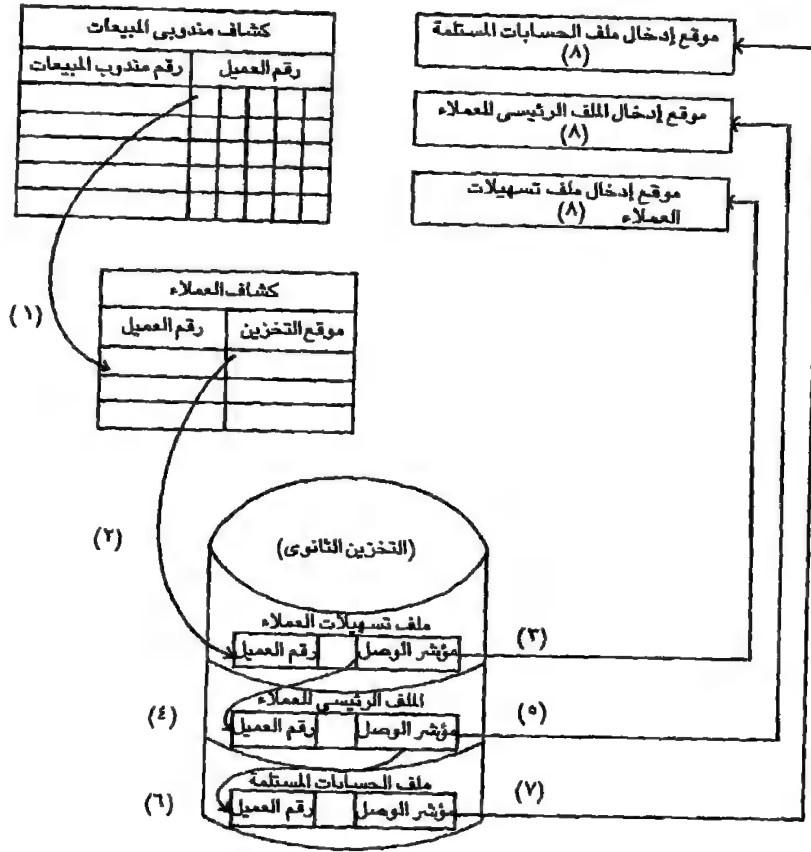 كشاف مندوبى المبيعات
رقم مندوب المبيعات
رقم العميل
موقع إدخال ملف الحسابات المستلمة
(٨)
موقع إدخال الملف الرئيسى للعملاء
(٨)
موقع إدخال ملف تسهيلات
العملاء (٨)
(١)
كشاف العملاء
رقم العميل
موقع التخزين
(٢)
(التخزين الثانوى)
ملف تسهيلات العملاء
رقم العميل
مؤشر الوصل
(٣)
(٤)
الملف الرئيسى للعملاء
رقم العميل
مؤشر الوصل
(٥)
(٦)
ملف الحسابات المستلمة
رقم العميل
مؤشر الوصل
(٧)